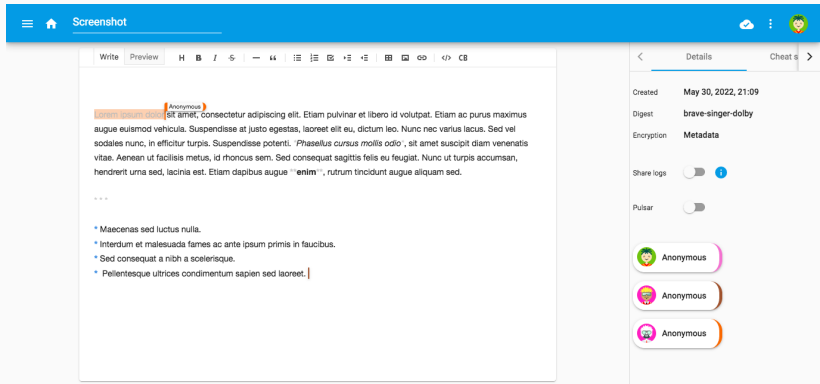 Screenshot
Write Preview H B I S — “ </> CB
Details Cheat s
Anonymous
Lorem ipsum dolor sit amet, consectetur adipiscing elit. Etiam pulvinar et libero id volutpat. Etiam ac purus maximus
augue euismod vehicula. Suspendisse at justo egestas, laoreet elit eu, dictum leo. Nunc nec varius lacus. Sed vel
sodales nunc, in efficitur turpis. Suspendisse potenti. *Phasellus cursus mollis odio*, sit amet suscipit diam venenatis
vitae. Aenean ut facilisis metus, id rhoncus sem. Sed consequat sagittis felis eu feugiat. Nunc ut turpis accumsan,
hendrerit urna sed, lacinia est. Etiam dapibus augue **enim**, rutrum tincidunt augue aliquam sed.
* * *
* Maecenas sed luctus nulla.
* Interdum et malesuada fames ac ante ipsum primis in faucibus.
* Sed consequat a nibh a scelerisque.
* Pellentesque ultrices condimentum sapien sed laoreet.
Created May 30, 2022, 21:09
Digest brave-singer-dolby
Encryption Metadata
Share logs
Pulsar
Anonymous
Anonymous
Anonymous